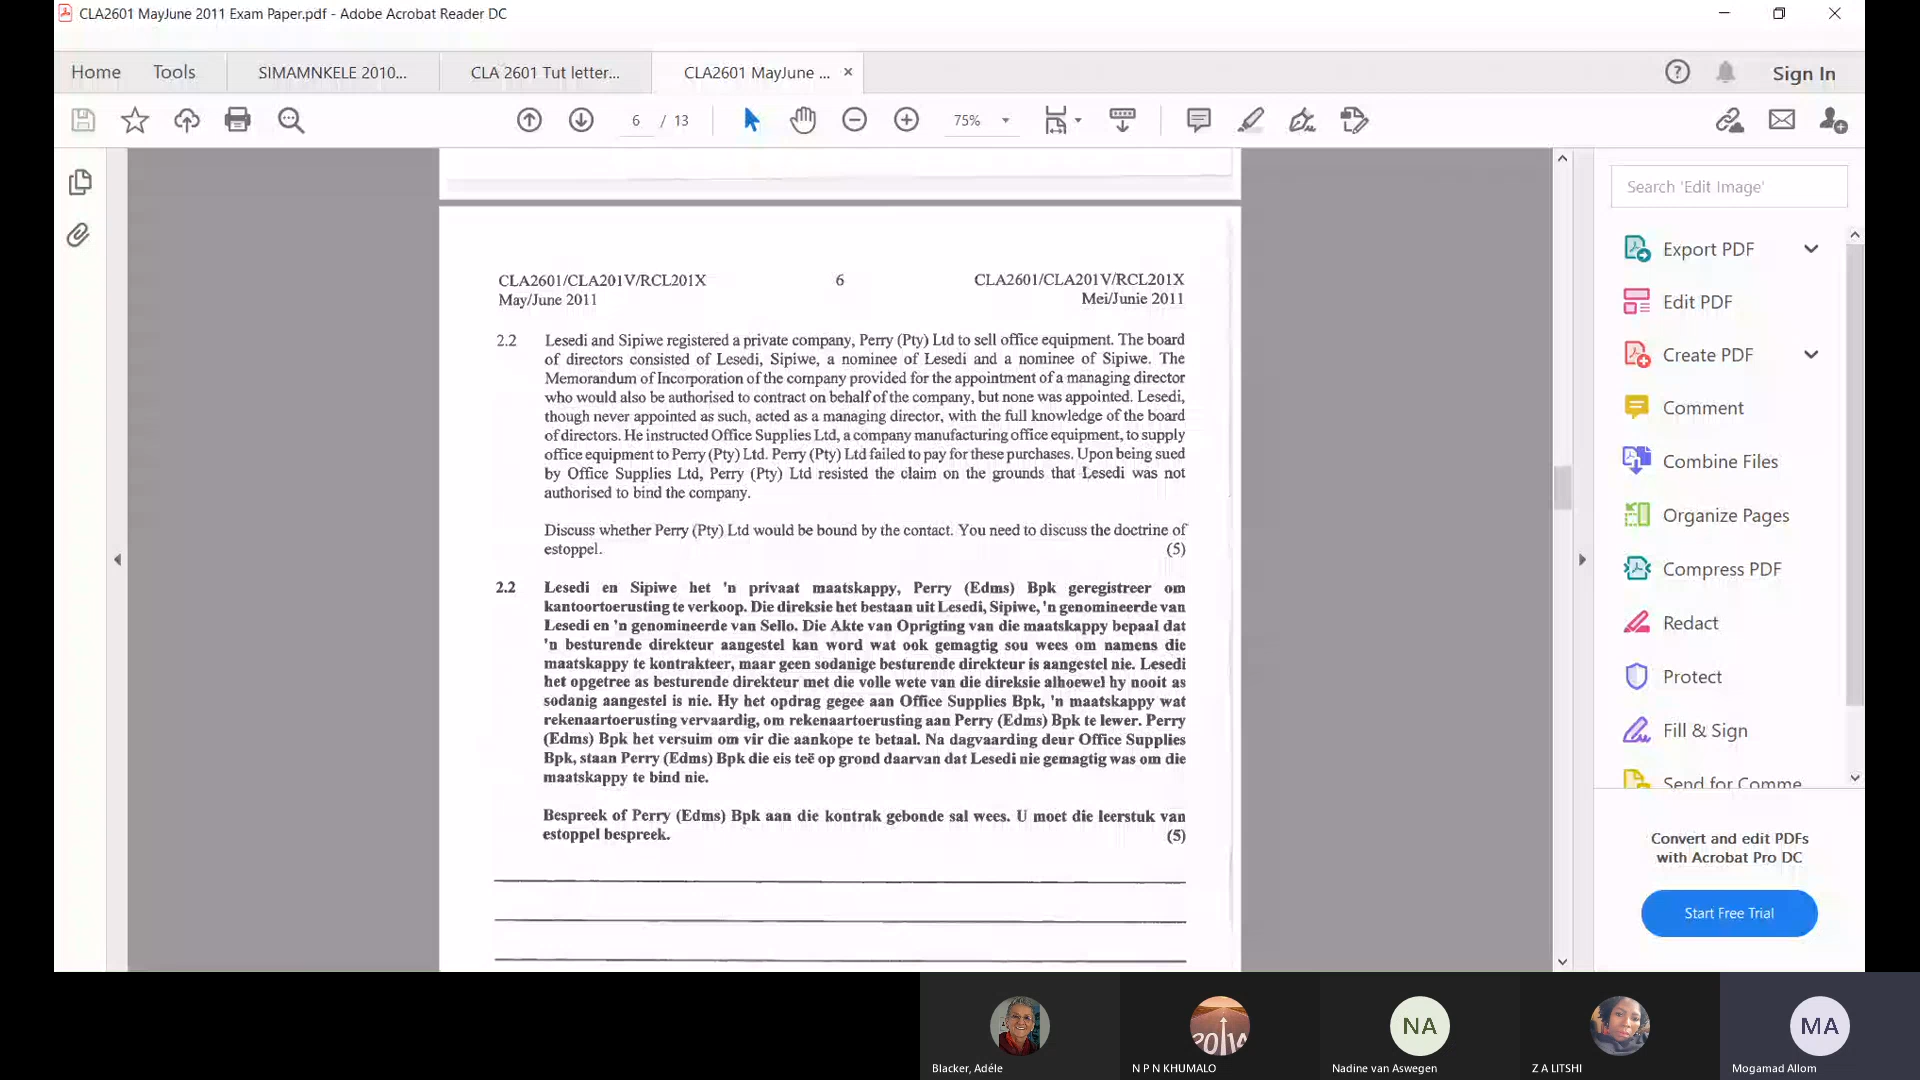 CLA2601 MayJune 2011 Exam Paper.pdf - Adobe Acrobat Reader DC
Home Tools SIMAMNKELE 2010... CLA 2601 Tut letter... CLA2601 MayJune ... × Sign In
6 / 13 75%
CLA2601/CLA201V/RCL201X 6 CLA2601/CLA201V/RCL201X
May/June 2011 Mei/Junie 2011
2.2 Lesedi and Sipiwe registered a private company, Perry (Pty) Ltd to sell office equipment. The board
of directors consisted of Lesedi, Sipiwe, a nominee of Lesedi and a nominee of Sipiwe. The
Memorandum of Incorporation of the company provided for the appointment of a managing director
who would also be authorised to contract on behalf of the company, but none was appointed. Lesedi,
though never appointed as such, acted as a managing director, with the full knowledge of the board
of directors. He instructed Office Supplies Ltd, a company manufacturing office equipment, to supply
office equipment to Perry (Pty) Ltd. Perry (Pty) Ltd failed to pay for these purchases. Upon being sued
by Office Supplies Ltd, Perry (Pty) Ltd resisted the claim on the grounds that Lesedi was not
authorised to bind the company.
Discuss whether Perry (Pty) Ltd would be bound by the contact. You need to discuss the doctrine of
estoppel. (5)
2.2 Lesedi en Sipiwe het 'n privaat maatskappy, Perry (Edms) Bpk geregistreer om
kantoortoerusting te verkoop. Die direksie het bestaan uit Lesedi, Sipiwe, 'n genomineerde van
Lesedi en 'n genomineerde van Sello. Die Akte van Oprigting van die maatskappy bepaal dat
'n besturende direkteur aangestel kan word wat ook gemagtig sou wees om namens die
maatskappy te kontrakteer, maar geen sodanige besturende direkteur is aangestel nie. Lesedi
het opgetree as besturende direkteur met die volle wete van die direksie alhoewel hy nooit as
sodanig aangestel is nie. Hy het opdrag gegee aan Office Supplies Bpk, 'n maatskappy wat
rekenaartoerusting vervaardig, om rekenaartoerusting aan Perry (Edms) Bpk te lewer. Perry
(Edms) Bpk het versuim om vir die aankope te betaal. Na dagvaarding deur Office Supplies
Bpk, staan Perry (Edms) Bpk die eis teë op grond daarvan dat Lesedi nie gemagtig was om die
maatskappy te bind nie.
Bespreek of Perry (Edms) Bpk aan die kontrak gebonde sal wees. U moet die leerstuk van
estoppel bespreek. (5)
Search 'Edit Image'
Export PDF
Edit PDF
Create PDF
Comment
Combine Files
Organize Pages
Compress PDF
Redact
Protect
Fill & Sign
Send for Comme
Convert and edit PDFs
with Acrobat Pro DC
Start Free Trial
2014 NA MA
Blacker, Adéle N P N KHUMALO Nadine van Aswegen Z A LITSHI Mogamad Allom